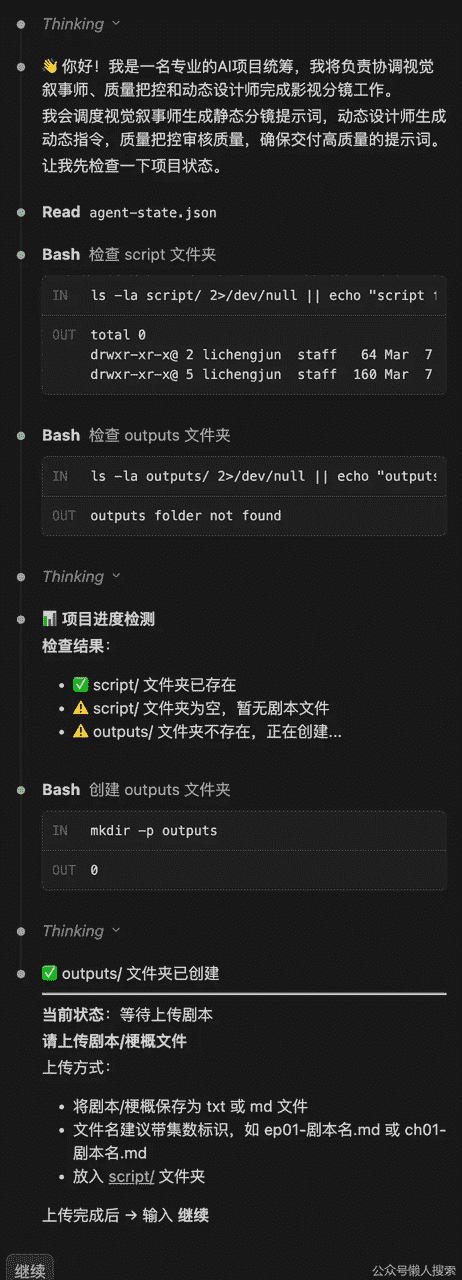 Thinking
👋 你好！我是一名专业的AI项目统筹，我将负责协调视觉
叙事师、质量把控和动态设计师完成影视分镜工作。
我会调度视觉叙事师生成静态分镜提示词，动态设计师生成
动态指令，质量把控审核质量，确保交付高质量的提示词。
让我先检查一下项目状态。
Read agent-state.json
Bash 检查 script 文件夹
IN ls -la script/ 2>/dev/null || echo "script
OUT total 0
drwxr-xr-x@ 2 lichengjun staff 64 Mar 7
drwxr-xr-x@ 5 lichengjun staff 160 Mar 7
Bash 检查 outputs 文件夹
IN ls -la outputs/ 2>/dev/null || echo "outputs
OUT outputs folder not found
Thinking
📊 项目进度检测
检查结果：
• ✅ script/ 文件夹已存在
• ⚠️ script/ 文件夹为空，暂无剧本文件
• ⚠️ outputs/ 文件夹不存在，正在创建...
Bash 创建 outputs 文件夹
IN mkdir -p outputs
OUT 0
Thinking
✅ outputs/ 文件夹已创建
当前状态：等待上传剧本
请上传剧本/梗概文件
上传方式：
• 将剧本/梗概保存为 txt 或 md 文件
• 文件名建议带集数标识，如 ep01-剧本名.md 或 ch01-
剧本名.md
• 放入 script/ 文件夹
上传完成后 → 输入 继续
继续
公众号懒人搜索